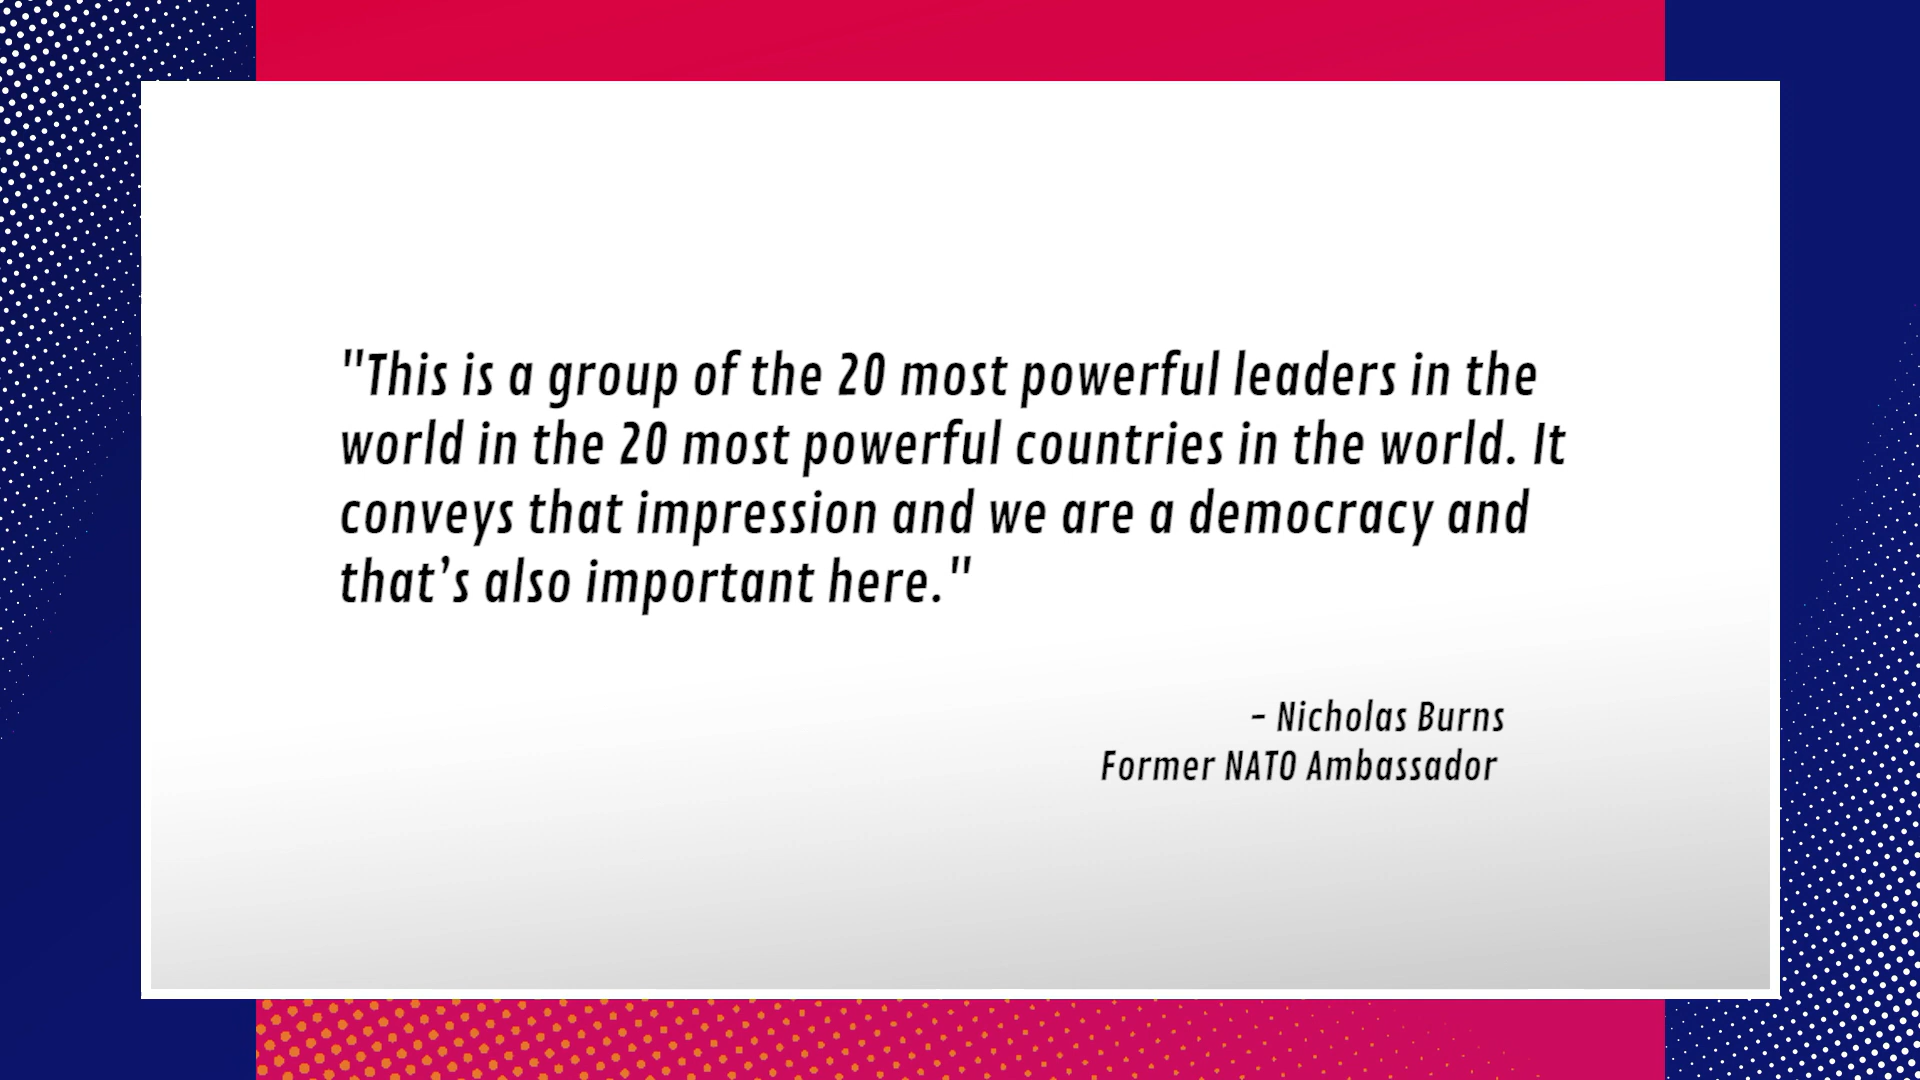 "This is a group of the 20 most powerful leaders in the
world in the 20 most powerful countries in the world. It
conveys that impression and we are a democracy and
that’s also important here."
– Nicholas Burns
Former NATO Ambassador